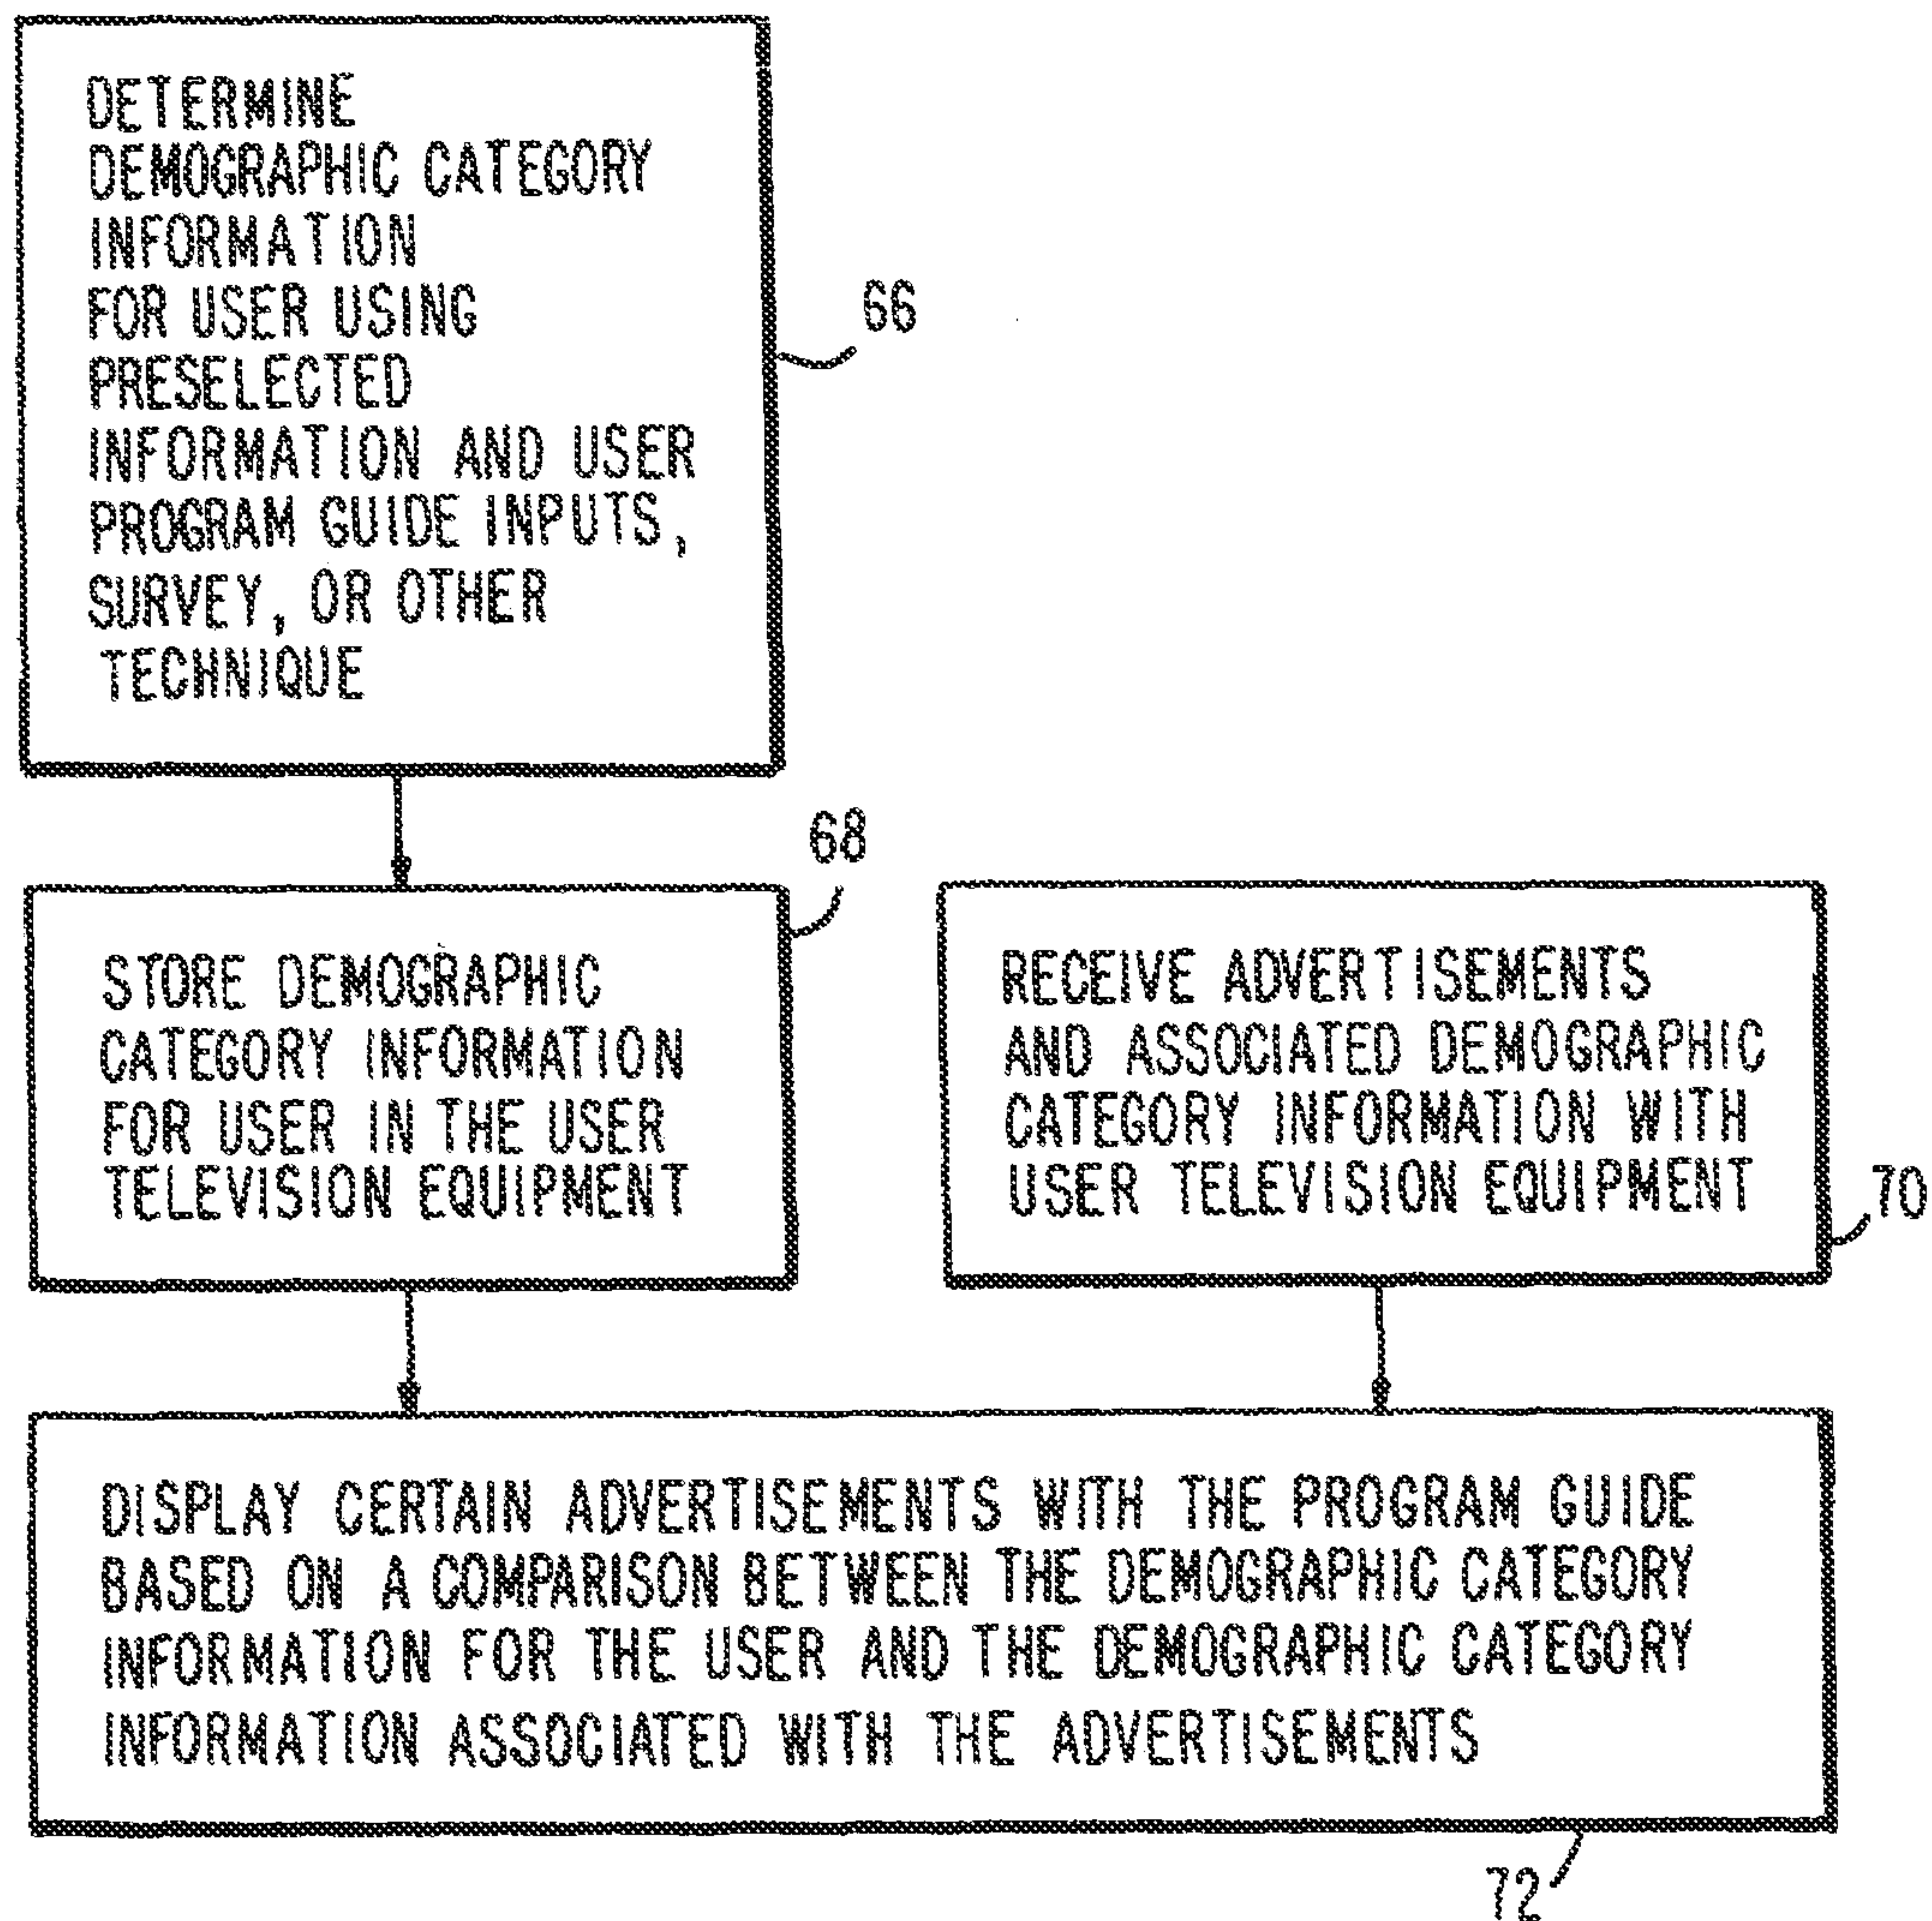 DETERMINE
DEMOGRAPHIC CATEGORY
INFORMATION
FOR USER USING
PRESELECTED
INFORMATION AND USER
PROGRAM GUIDE INPUTS,
SURVEY, OR OTHER
TECHNIQUE
66
68
STORE DEMOGRAPHIC
CATEGORY INFORMATION
FOR USER IN THE USER
TELEVISION EQUIPMENT
RECEIVE ADVERTISEMENTS
AND ASSOCIATED DEMOGRAPHIC
CATEGORY INFORMATION WITH
USER TELEVISION EQUIPMENT
70
DISPLAY CERTAIN ADVERTISEMENTS WITH THE PROGRAM GUIDE
BASED ON A COMPARISON BETWEEN THE DEMOGRAPHIC CATEGORY
INFORMATION FOR THE USER AND THE DEMOGRAPHIC CATEGORY
INFORMATION ASSOCIATED WITH THE ADVERTISEMENTS
72